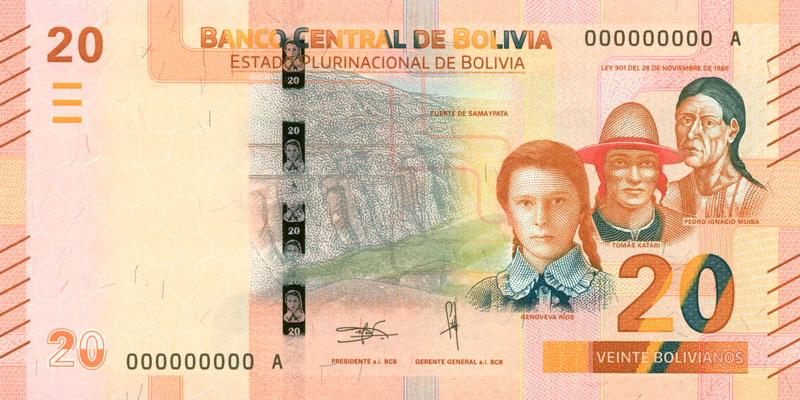 20
BANCO CENTRAL DE BOLIVIA
000000000 A
ESTADO PLURINACIONAL DE BOLIVIA
LEY 901 DEL 28 DE NOVIEMBRE DE 1986
20
FUERTE DE SAMAYPATA
20
PEDRO IGNACIO MUIBA
TOMÁS KATARI
20
20
GENOVEVA RÍOS
20
20
000000000 A
PRESIDENTE a.i. BCB
GERENTE GENERAL a.i. BCB
VEINTE BOLIVIANOS